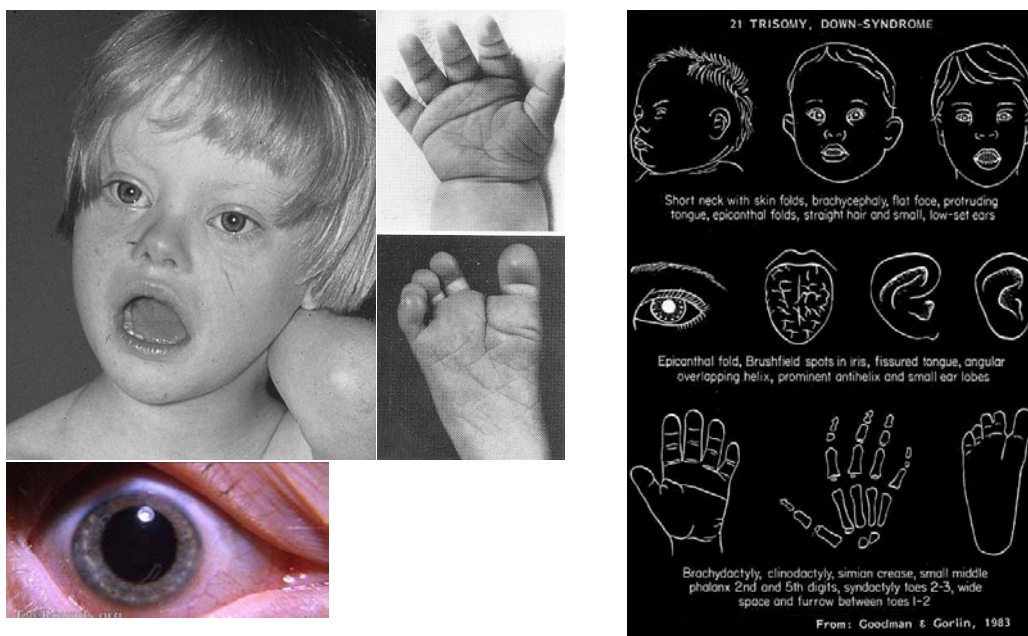 21 TRISOMY, DOWN-SYNDROME
Short neck with skin folds, brachycephaly, flat face, protruding
tongue, epicanthal folds, straight hair and small, low-set ears
Epicanthal fold, Brushfield spots in iris, fissured tongue, angular
overlapping helix, prominent antihelix and small ear lobes
Brachydactyly, clinodactyly, simian crease, small middle
phalanx 2nd and 5th digits, syndactyly toes 2-3, wide
space and furrow between toes 1-2
From: Goodman & Gorlin, 1983